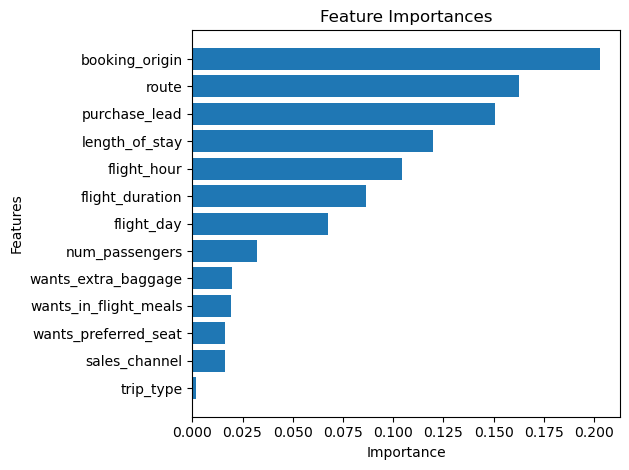 Feature Importances
booking_origin
route
purchase_lead
length_of_stay
flight_hour
flight_duration
flight_day
num_passengers
wants_extra_baggage
wants_in_flight_meals
wants_preferred_seat
sales_channel
trip_type
Features
0.000 0.025 0.050 0.075 0.100 0.125 0.150 0.175 0.200
Importance